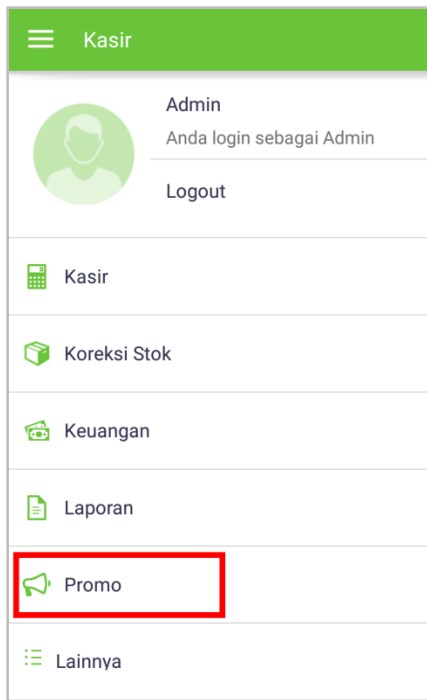 Kasir
Admin
Anda login sebagai Admin
Logout
Kasir
Koreksi Stok
Keuangan
Laporan
Promo
Lainnya